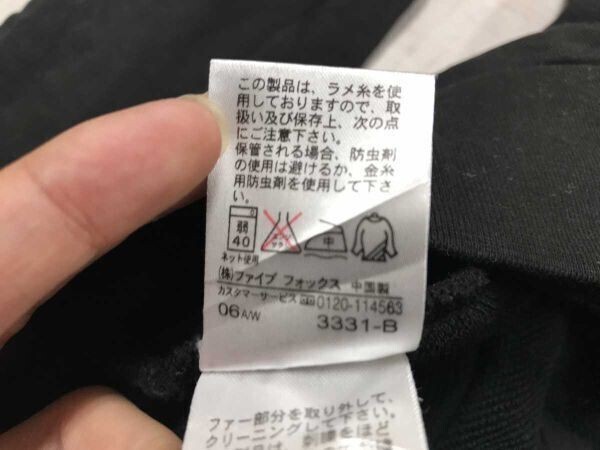 この製品は、ラメ糸を使
用しておりますので、取
扱い及び保存上、次の点
にご注意下さい。
保管される場合、防虫剤
の使用は避けるか、金糸
用防虫剤を使用して下さ
い。
弱 40 エンソ サラシ 中
ネット使用
(株)ファイブ フォックス 中国製
カスタマーサービス 0120-114563
06A/W 3331-B
ファー部分を取り外して、
クリーニングして下さい。